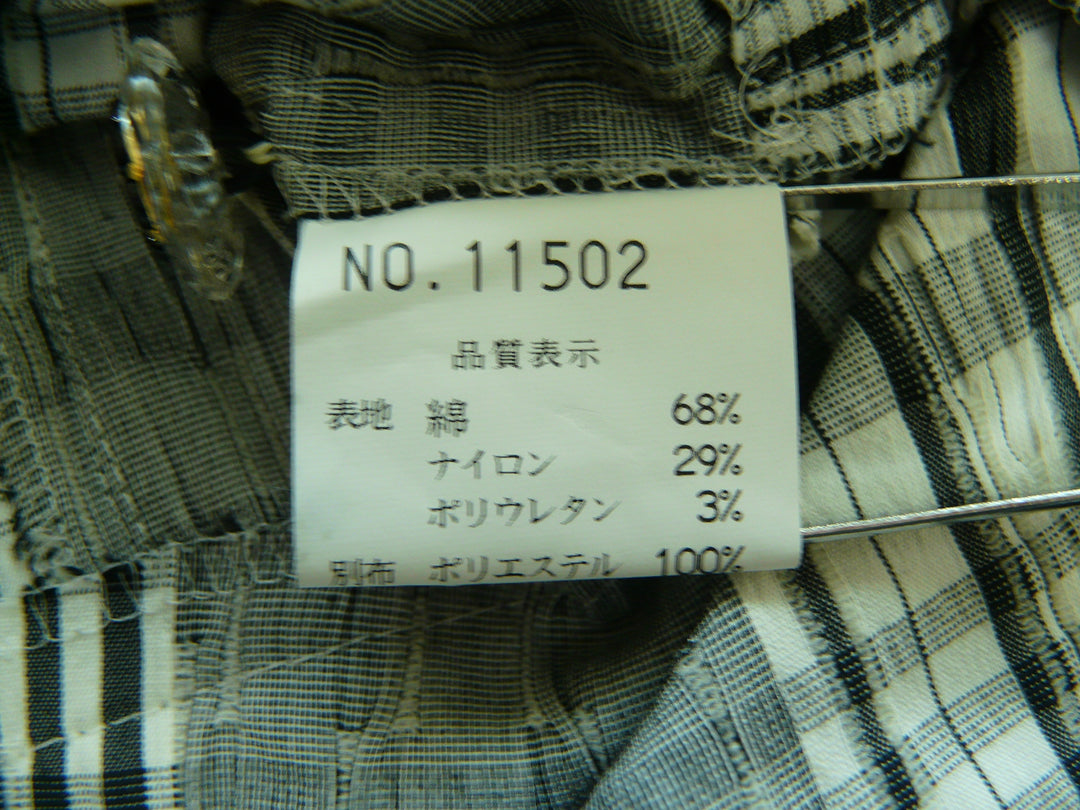 NO.11502
品質表示
表地 綿 68%
ナイロン 29%
ポリウレタン 3%
別布 ポリエステル 100%